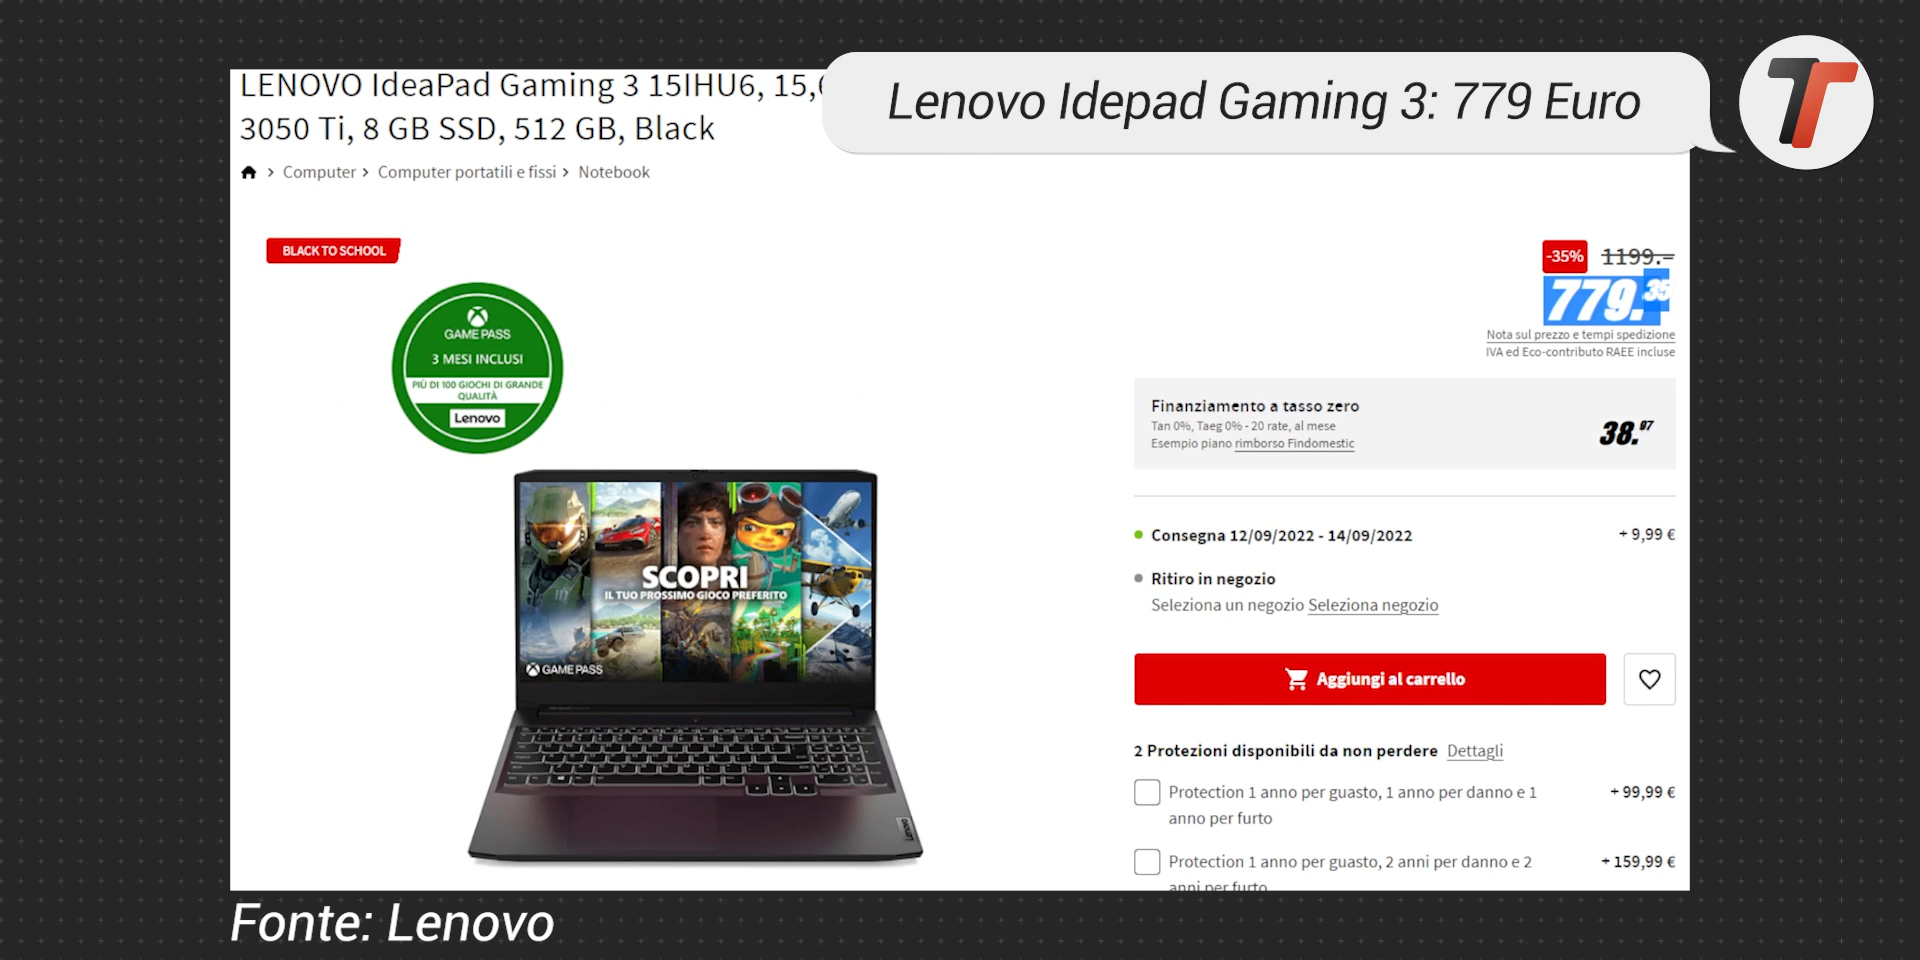 LENOVO IdeaPad Gaming 3 15IHU6, 15,6
3050 Ti, 8 GB SSD, 512 GB, Black
Lenovo Idepad Gaming 3: 779 Euro
Computer > Computer portatili e fissi > Notebook
BLACK TO SCHOOL
GAME PASS
3 MESI INCLUSI
PIÙ DI 100 GIOCHI DI GRANDE
QUALITÀ
Lenovo
SCOPRI
IL TUO PROSSIMO GIOCO PREFERITO
GAME PASS
Lenovo
-35% 1199.–
779.35
Nota sul prezzo e tempi spedizione
IVA ed Eco-contributo RAEE incluse
Finanziamento a tasso zero
Tan 0%, Taeg 0% - 20 rate, al mese
Esempio piano rimborso Findomestic
38.97
Consegna 12/09/2022 - 14/09/2022 + 9,99 €
Ritiro in negozio
Seleziona un negozio Seleziona negozio
Aggiungi al carrello
2 Protezioni disponibili da non perdere Dettagli
Protection 1 anno per guasto, 1 anno per danno e 1 + 99,99 €
anno per furto
Protection 1 anno per guasto, 2 anni per danno e 2 + 159,99 €
anni per furto
Fonte: Lenovo